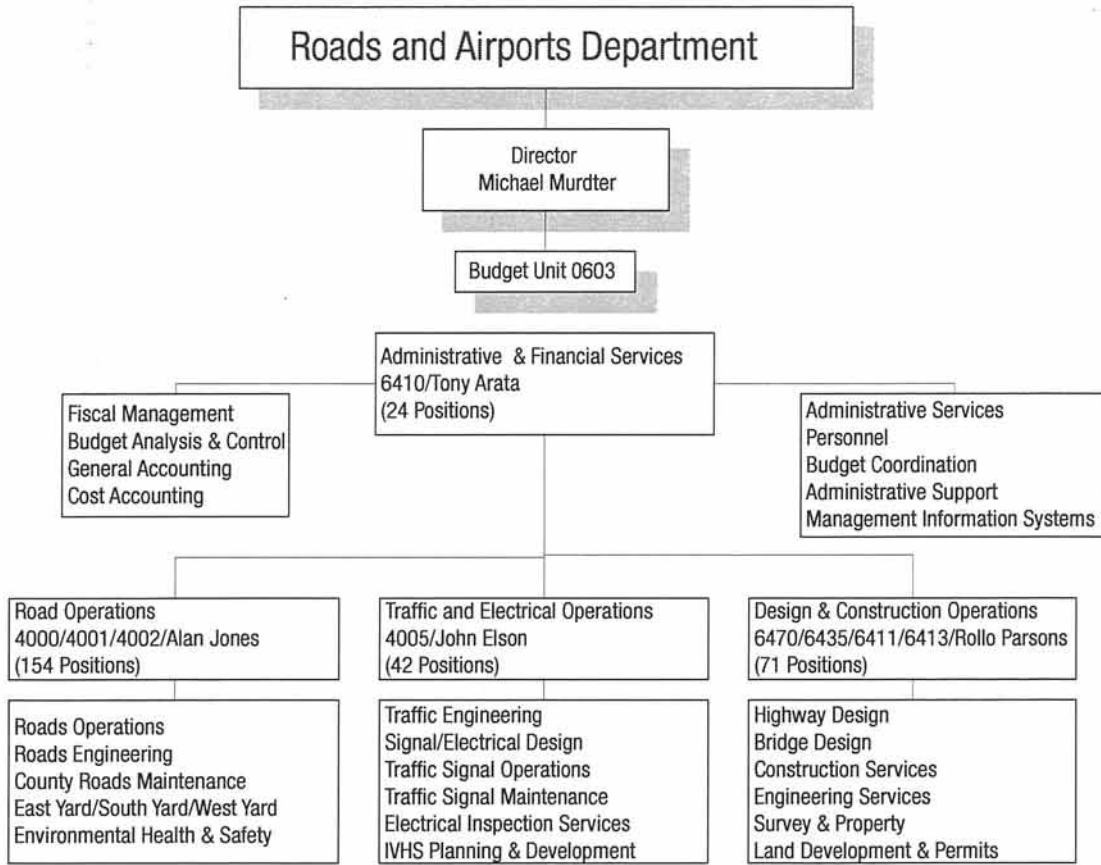 Roads and Airports Department
Director
Michael Murdter
Budget Unit 0603
Administrative & Financial Services
6410/Tony Arata
(24 Positions)
Fiscal Management
Budget Analysis & Control
General Accounting
Cost Accounting
Administrative Services
Personnel
Budget Coordination
Administrative Support
Management Information Systems
Road Operations
4000/4001/4002/Alan Jones
(154 Positions)
Traffic and Electrical Operations
4005/John Elson
(42 Positions)
Design & Construction Operations
6470/6435/6411/6413/Rollo Parsons
(71 Positions)
Roads Operations
Roads Engineering
County Roads Maintenance
East Yard/South Yard/West Yard
Environmental Health & Safety
Traffic Engineering
Signal/Electrical Design
Traffic Signal Operations
Traffic Signal Maintenance
Electrical Inspection Services
IVHS Planning & Development
Highway Design
Bridge Design
Construction Services
Engineering Services
Survey & Property
Land Development & Permits